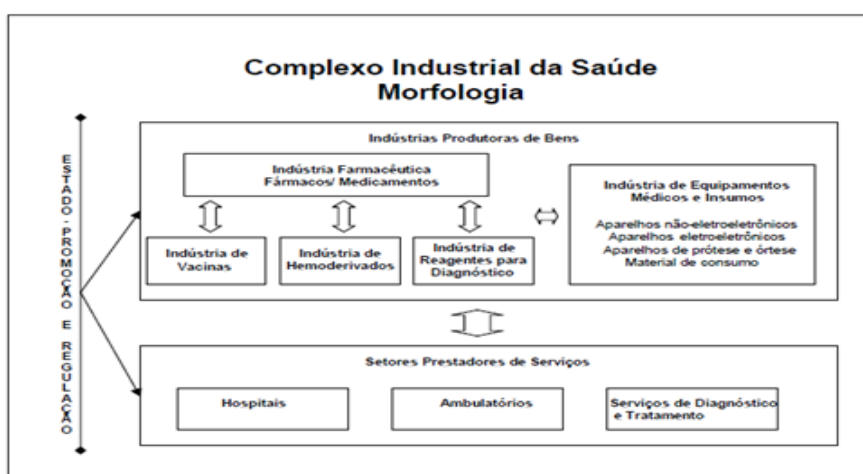 Complexo Industrial da Saúde
Morfologia
ESTADO - PROMOÇÃO E REGULAÇÃO
Indústrias Produtoras de Bens
Indústria Farmacêutica
Fármacos/ Medicamentos
Indústria de
Vacinas
Indústria de
Hemoderivados
Indústria de
Reagentes para
Diagnóstico
Indústria de Equipamentos
Médicos e Insumos
Aparelhos não-eletroeletrônicos
Aparelhos eletroeletrônicos
Aparelhos de prótese e órtese
Material de consumo
Setores Prestadores de Serviços
Hospitais
Ambulatórios
Serviços de Diagnóstico
e Tratamento